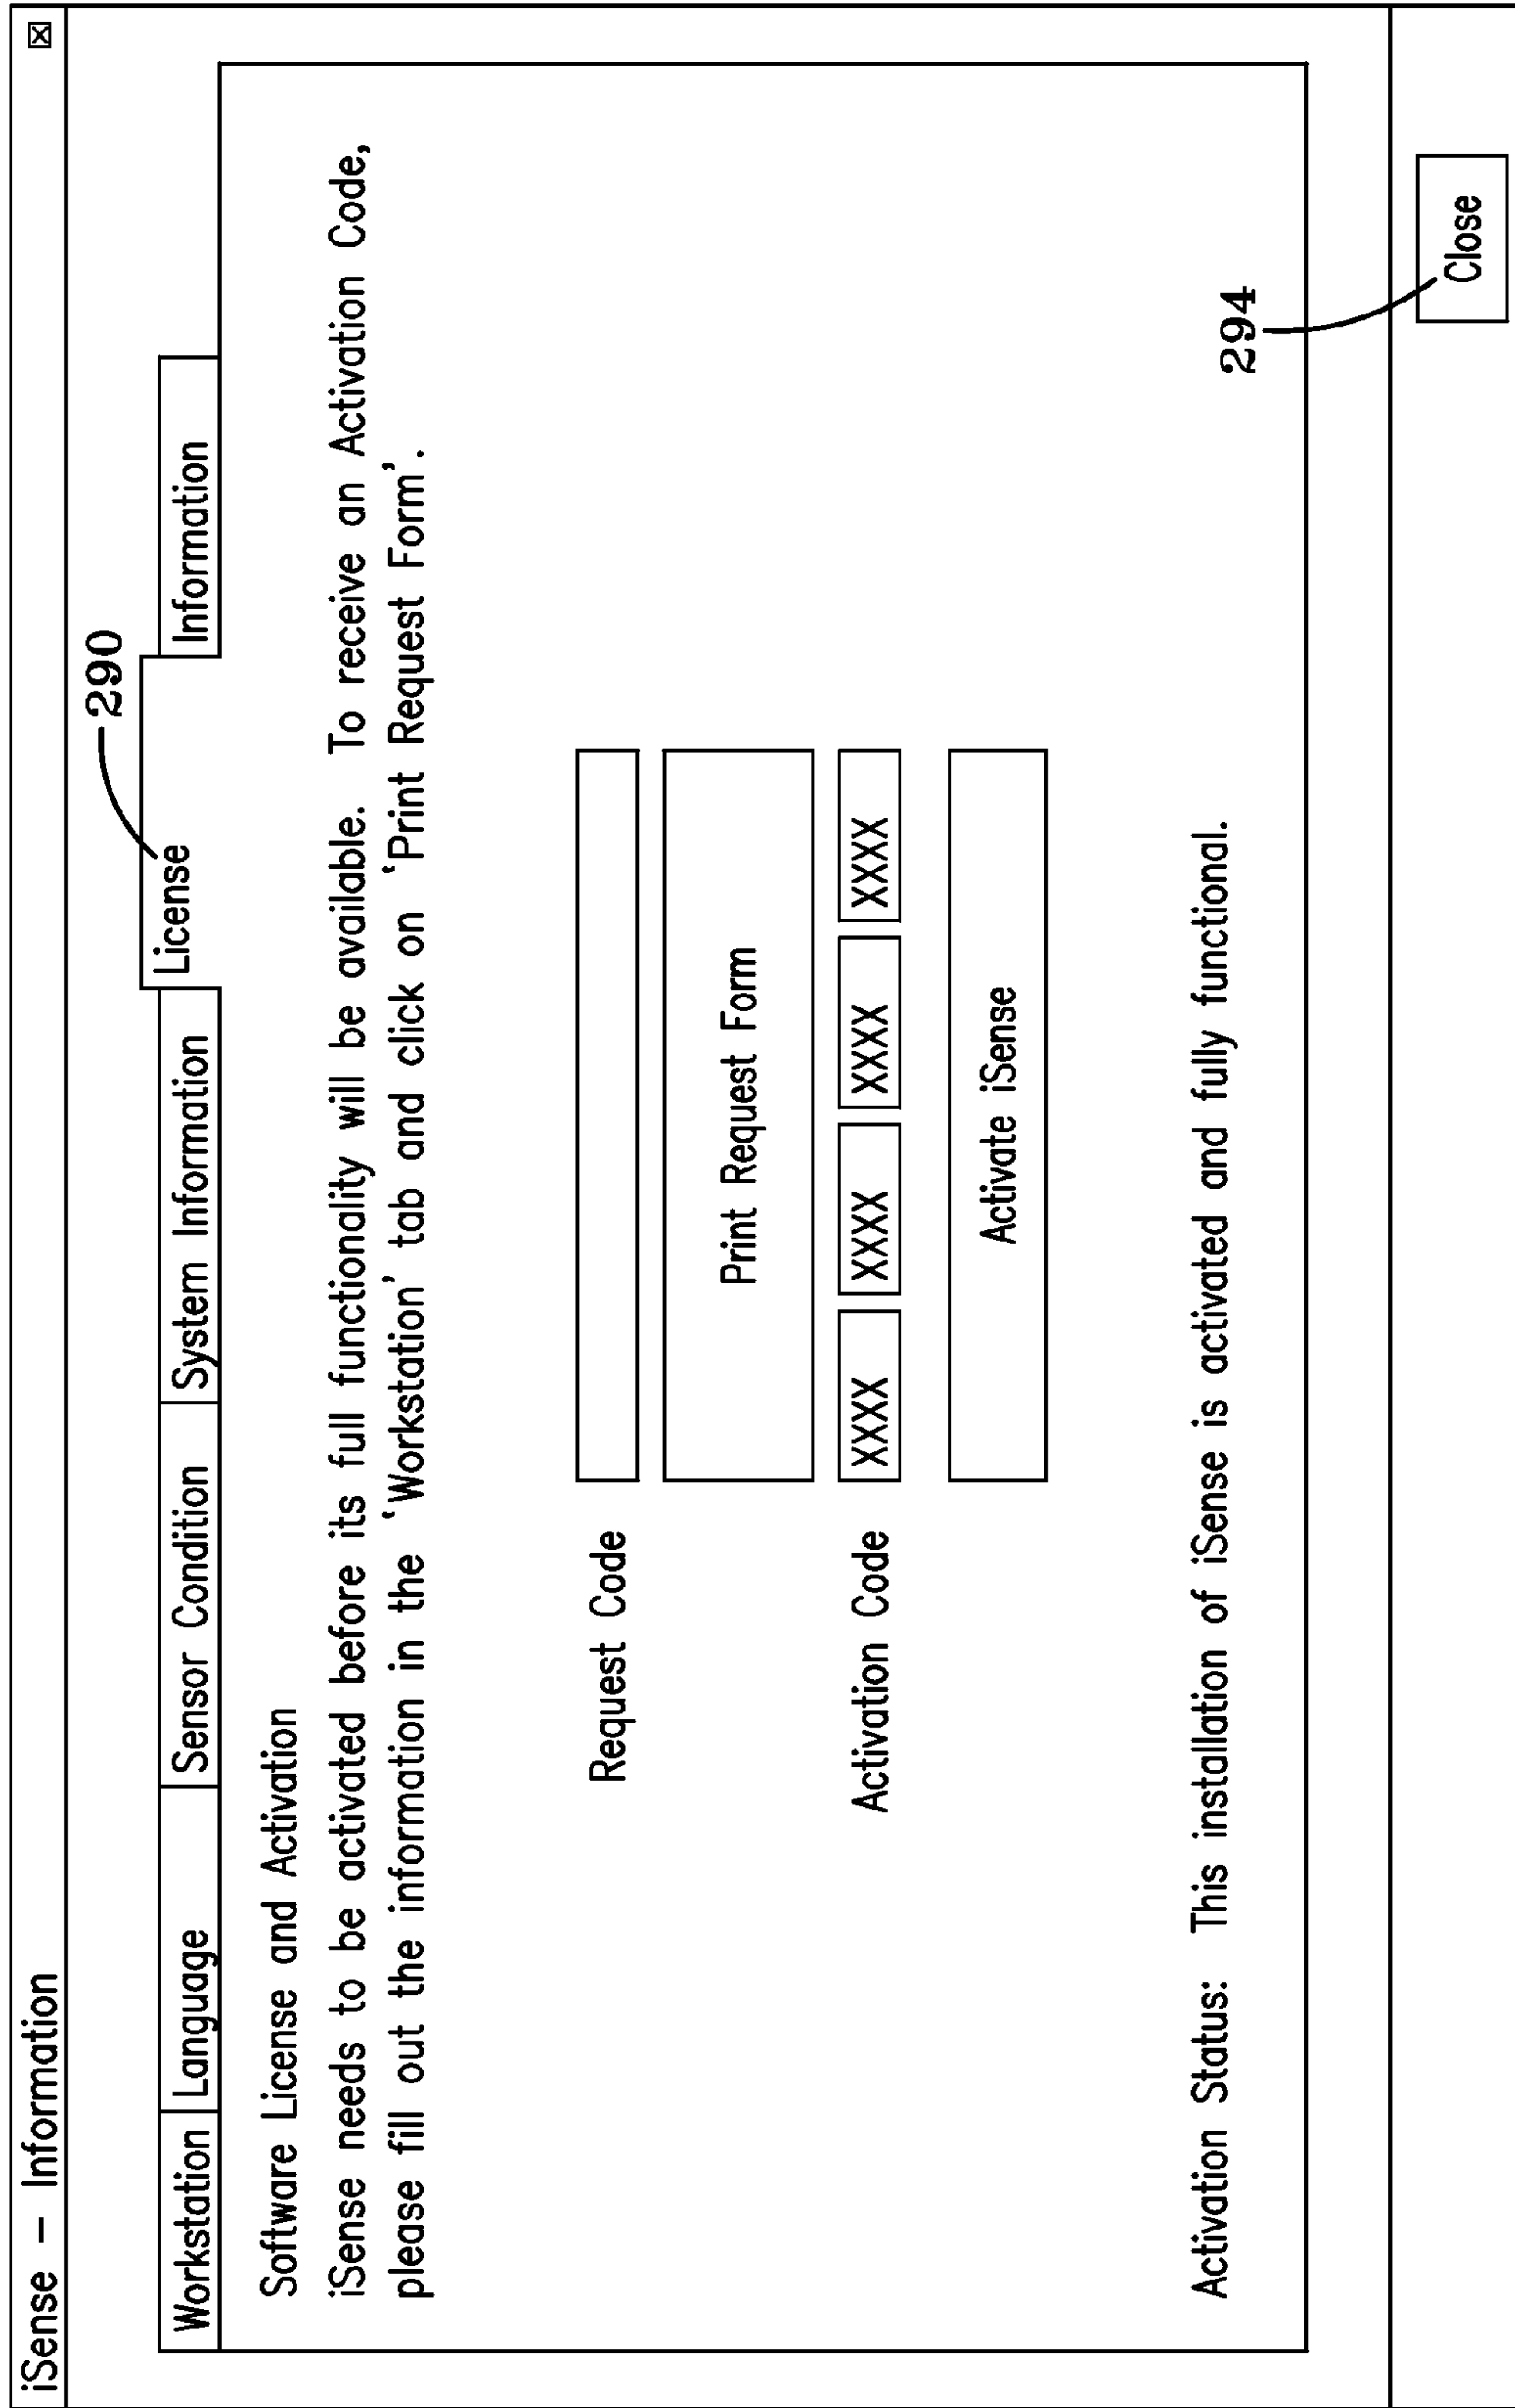 iSense – Information
290
Workstation
Language
Sensor Condition
System Information
License
Information
Software License and Activation
iSense needs to be activated before its full functionality will be available. To receive an Activation Code,
please fill out the information in the ‘Workstation’ tab and click on ‘Print Request Form’.
Request Code
Print Request Form
Activation Code
XXXX
XXXX
XXXX
XXXX
Activate iSense
Activation Status: This installation of iSense is activated and fully functional.
294
Close